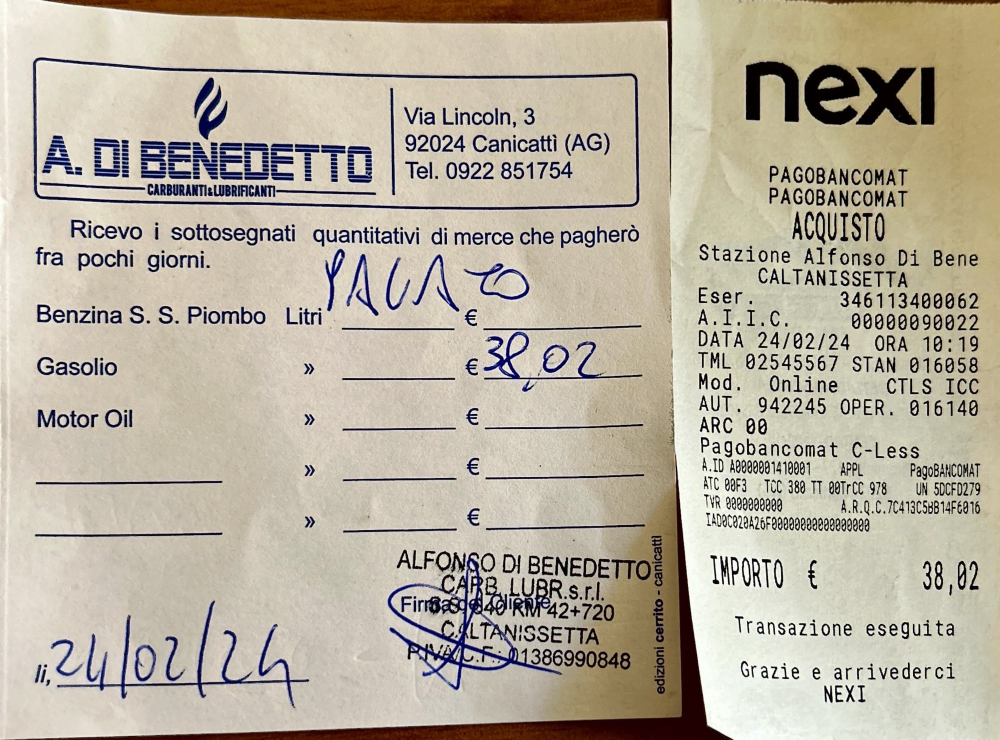 A. DI BENEDETTO
CARBURANTI&LUBRIFICANTI
Via Lincoln, 3
92024 Canicattì (AG)
Tel. 0922 851754
Ricevo i sottosegnati quantitativi di merce che pagherò
fra pochi giorni.
PAGATO
Benzina S. S. Piombo Litri €
Gasolio » € 38,02
Motor Oil » €
» €
» €
ALFONSO DI BENEDETTO
CARB. LUBR.s.r.l.
Firma del Cliente
S.S. 640 KM 42+720
CALTANISSETTA
P.IVA/C.F.: 01386990848
lì, 24/02/24
edizioni cerrito - canicattì
nexi
PAGOBANCOMAT
PAGOBANCOMAT
ACQUISTO
Stazione Alfonso Di Bene
CALTANISSETTA
Eser. 346113400062
A.I.I.C. 00000090022
DATA 24/02/24 ORA 10:19
TML 02545567 STAN 016058
Mod. Online CTLS ICC
AUT. 942245 OPER. 016140
ARC 00
Pagobancomat C-Less
A.ID A0000001410001 APPL PagoBANCOMAT
ATC 00F3 TCC 380 TT 00TrCC 978 UN 5DCFD279
TVR 0000000000 A.R.Q.C.7C413C5BB14F6016
IAD0C020A26F00000000000000000
IMPORTO € 38,02
Transazione eseguita
Grazie e arrivederci
NEXI